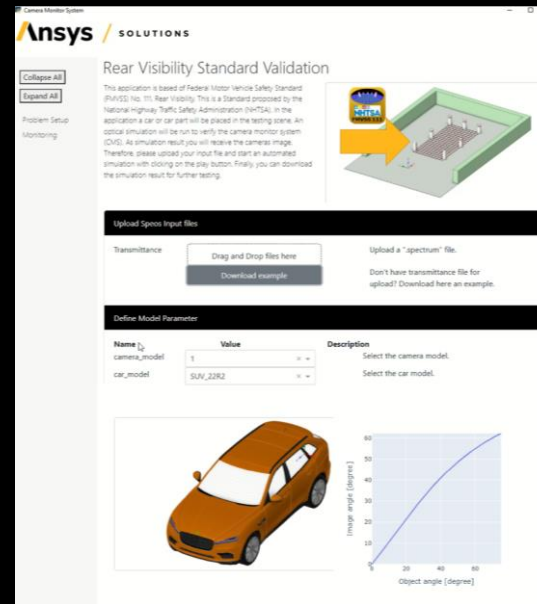 Camera Monitor System
Ansys / SOLUTIONS
Collapse All
Expand All
Problem Setup
Monitoring
Rear Visibility Standard Validation
This application is based of Federal Motor Vehicle Safety Standard
(FMVSS) No. 111, Rear Visibility. This is a Standard proposed by the
National Highway Traffic Safety Administration (NHTSA). In the
application a car or car part will be placed in the testing scene. An
optical simulation will be run to verify the camera monitor system
(CVS). As simulation result you will receive the cameras image.
Therefore, please upload your input file and start an automated
simulation with clicking on the play button. Finally, you can download
the simulation result for further testing.
NHTSA
FMVSS 111
Upload Speos Input files
Transmittance
Drag and Drop files here
Download example
Upload a ".spectrum" file.
Don't have transmittance file for
upload? Download here an example.
Define Model Parameter
Name Value Description
camera_model 1 Select the camera model.
car_model SUV_22R2 Select the car model.
Image angle [degree]
60
50
40
30
20
10
0
0 20 40 60
Object angle [degree]